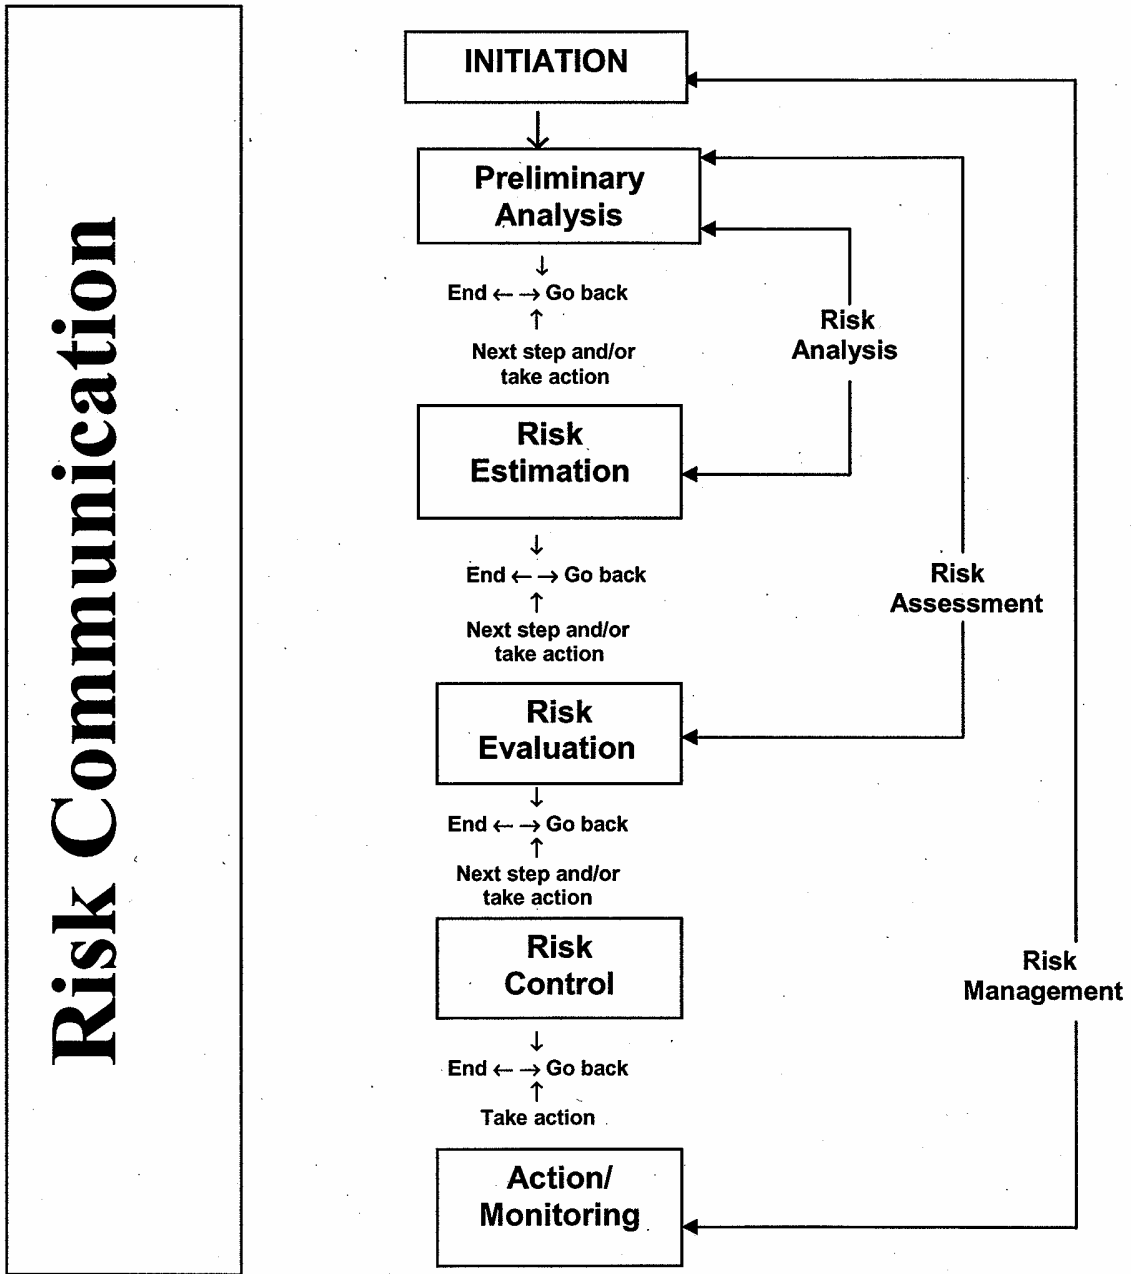 Risk Communication
INITIATION
Preliminary
Analysis
↓
End ← → Go back
↑
Next step and/or
take action
Risk
Analysis
Risk
Estimation
↓
End ← → Go back
↑
Next step and/or
take action
Risk
Assessment
Risk
Evaluation
↓
End ← → Go back
↑
Next step and/or
take action
Risk
Control
Risk
Management
↓
End ← → Go back
↑
Take action
Action/
Monitoring